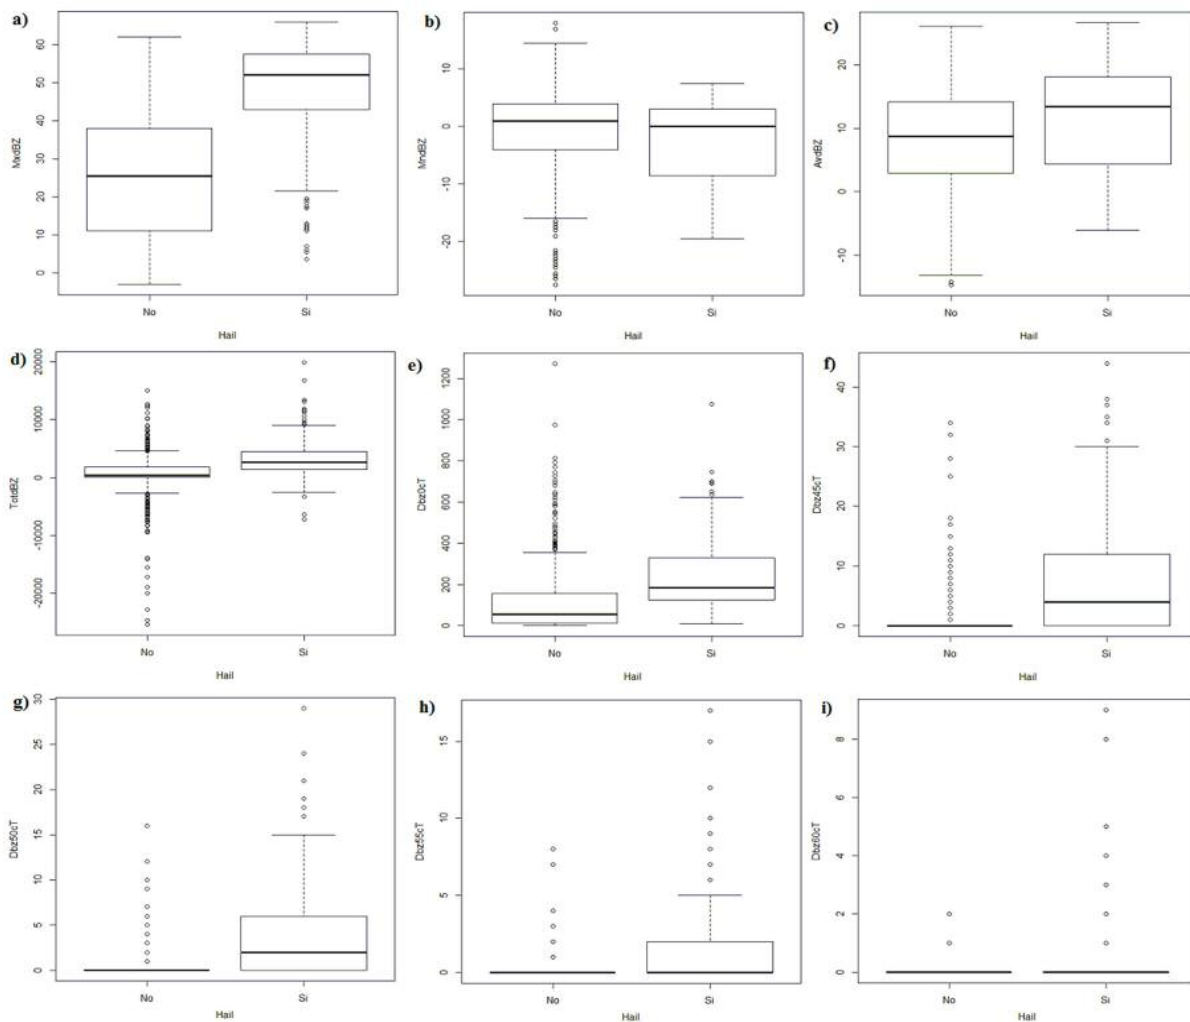 a)
MxdBZ
60
50
40
30
20
10
0
No
Si
Hail
b)
MndBZ
10
0
-10
-20
No
Si
Hail
c)
AvdBZ
20
10
0
-10
No
Si
Hail
d)
TotdBZ
20000
10000
0
-10000
-20000
No
Si
Hail
e)
Dbz0cT
1200
1000
800
600
400
200
0
No
Si
Hail
f)
Dbz45cT
40
30
20
10
0
No
Si
Hail
g)
Dbz50cT
30
25
20
15
10
5
0
No
Si
Hail
h)
Dbz55cT
15
10
5
0
No
Si
Hail
i)
Dbz60cT
8
6
4
2
0
No
Si
Hail